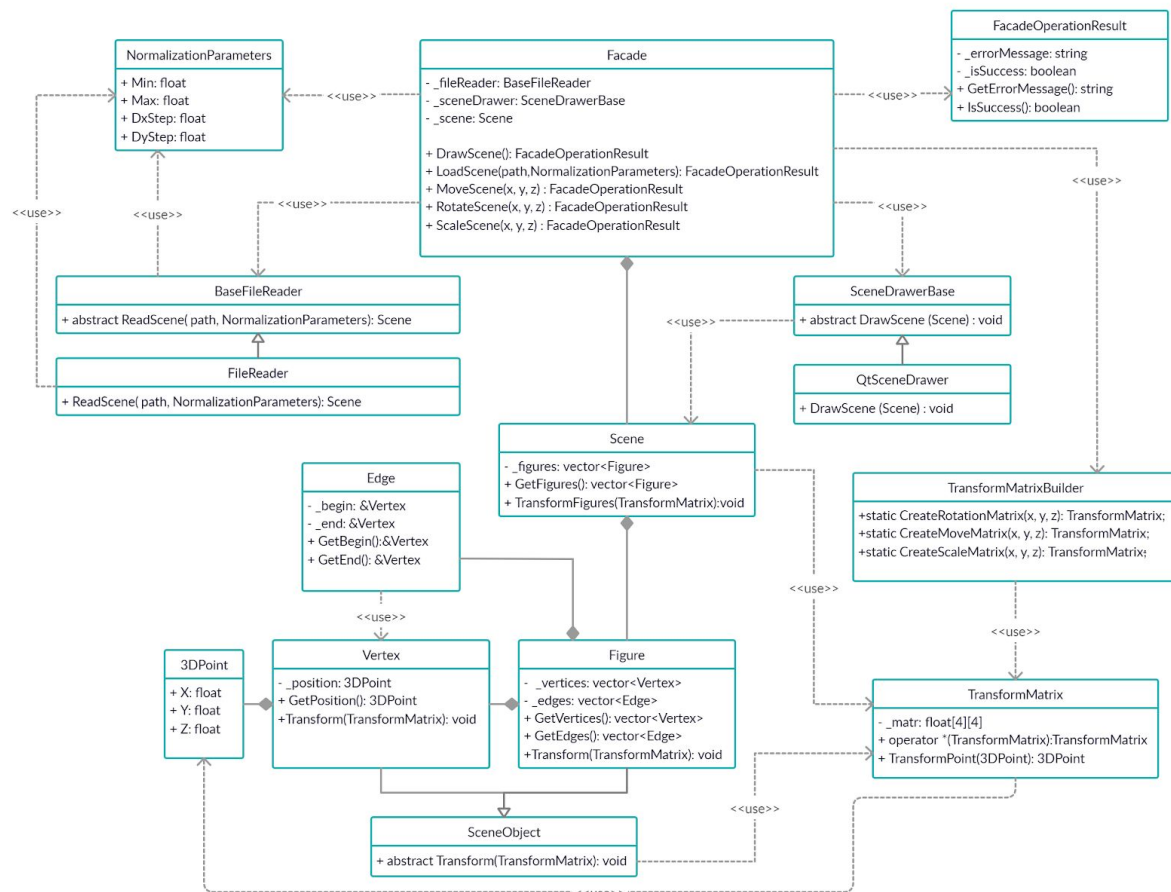 NormalizationParameters
+ Min: float
+ Max: float
+ DxStep: float
+ DyStep: float
Facade
- _fileReader: BaseFileReader
- _sceneDrawer: SceneDrawerBase
- _scene: Scene
+ DrawScene(): FacadeOperationResult
+ LoadScene(path,NormalizationParameters): FacadeOperationResult
+ MoveScene(x, y, z) : FacadeOperationResult
+ RotateScene(x, y, z) : FacadeOperationResult
+ ScaleScene(x, y, z) : FacadeOperationResult
FacadeOperationResult
- _errorMessage: string
- _isSuccess: boolean
+ GetErrorMessage(): string
+ IsSuccess(): boolean
<<use>>
<<use>>
<<use>>
<<use>>
<<use>>
<<use>>
<<use>>
BaseFileReader
+ abstract ReadScene( path, NormalizationParameters): Scene
SceneDrawerBase
+ abstract DrawScene (Scene) : void
<<use>>
FileReader
+ ReadScene( path, NormalizationParameters): Scene
QtSceneDrawer
+ DrawScene (Scene) : void
Scene
- _figures: vector<Figure>
+ GetFigures(): vector<Figure>
+ TransformFigures(TransformMatrix):void
Edge
- _begin: &Vertex
- _end: &Vertex
+ GetBegin():&Vertex
+ GetEnd(): &Vertex
TransformMatrixBuilder
+static CreateRotationMatrix(x, y, z): TransformMatrix;
+static CreateMoveMatrix(x, y, z): TransformMatrix;
+static CreateScaleMatrix(x, y, z): TransformMatrix;
<<use>>
<<use>>
<<use>>
3DPoint
+ X: float
+ Y: float
+ Z: float
Vertex
- _position: 3DPoint
+ GetPosition(): 3DPoint
+Transform(TransformMatrix): void
Figure
- _vertices: vector<Vertex>
- _edges: vector<Edge>
+ GetVertices(): vector<Vertex>
+ GetEdges(): vector<Edge>
+Transform(TransformMatrix): void
TransformMatrix
- _matr: float[4][4]
+ operator *(TransformMatrix):TransformMatrix
+ TransformPoint(3DPoint): 3DPoint
<<use>>
SceneObject
+ abstract Transform(TransformMatrix): void
<<use>>